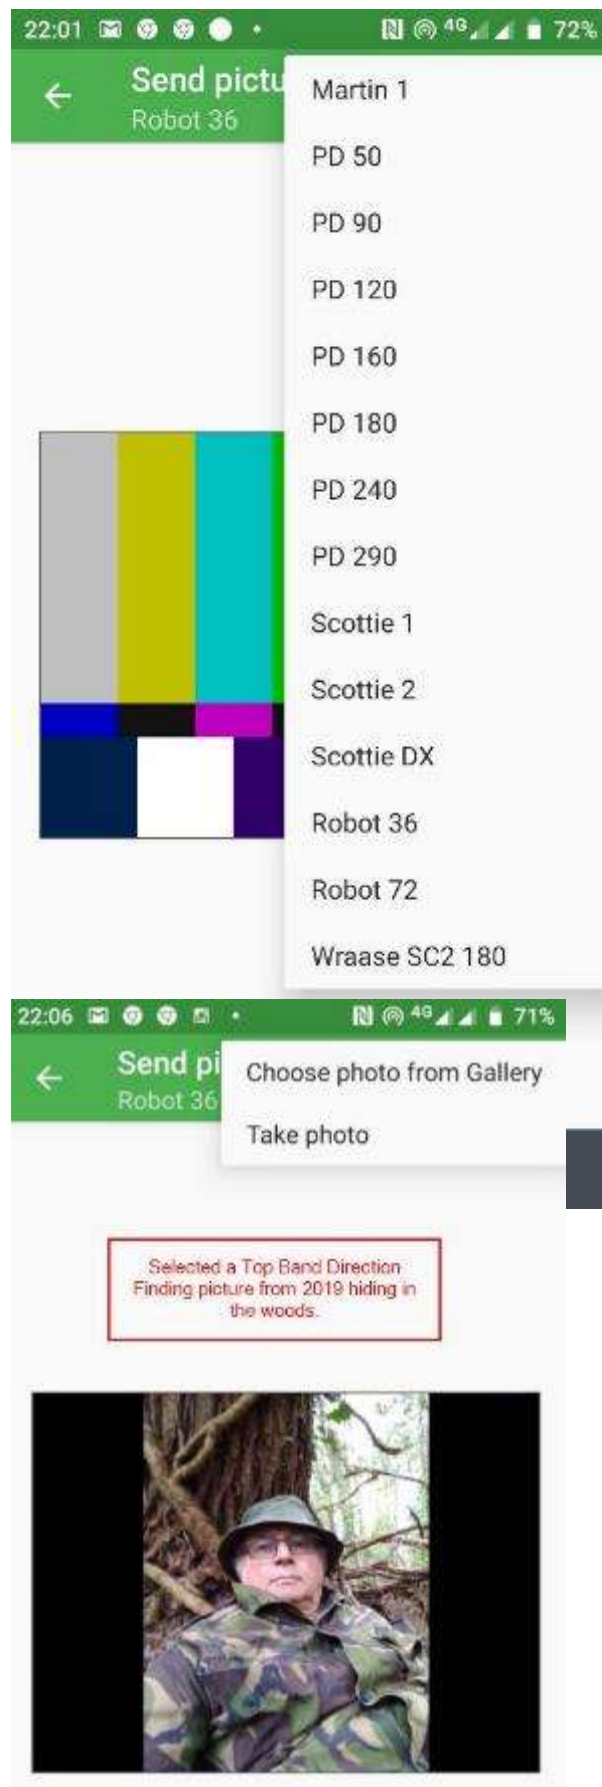 22:01 4G 72%
Send pictu
Robot 36
Martin 1
PD 50
PD 90
PD 120
PD 160
PD 180
PD 240
PD 290
Scottie 1
Scottie 2
Scottie DX
Robot 36
Robot 72
Wraase SC2 180
22:06 4G 71%
Send pi
Robot 36
Choose photo from Gallery
Take photo
Selected a Top Band Direction
Finding picture from 2019 hiding in
the woods.